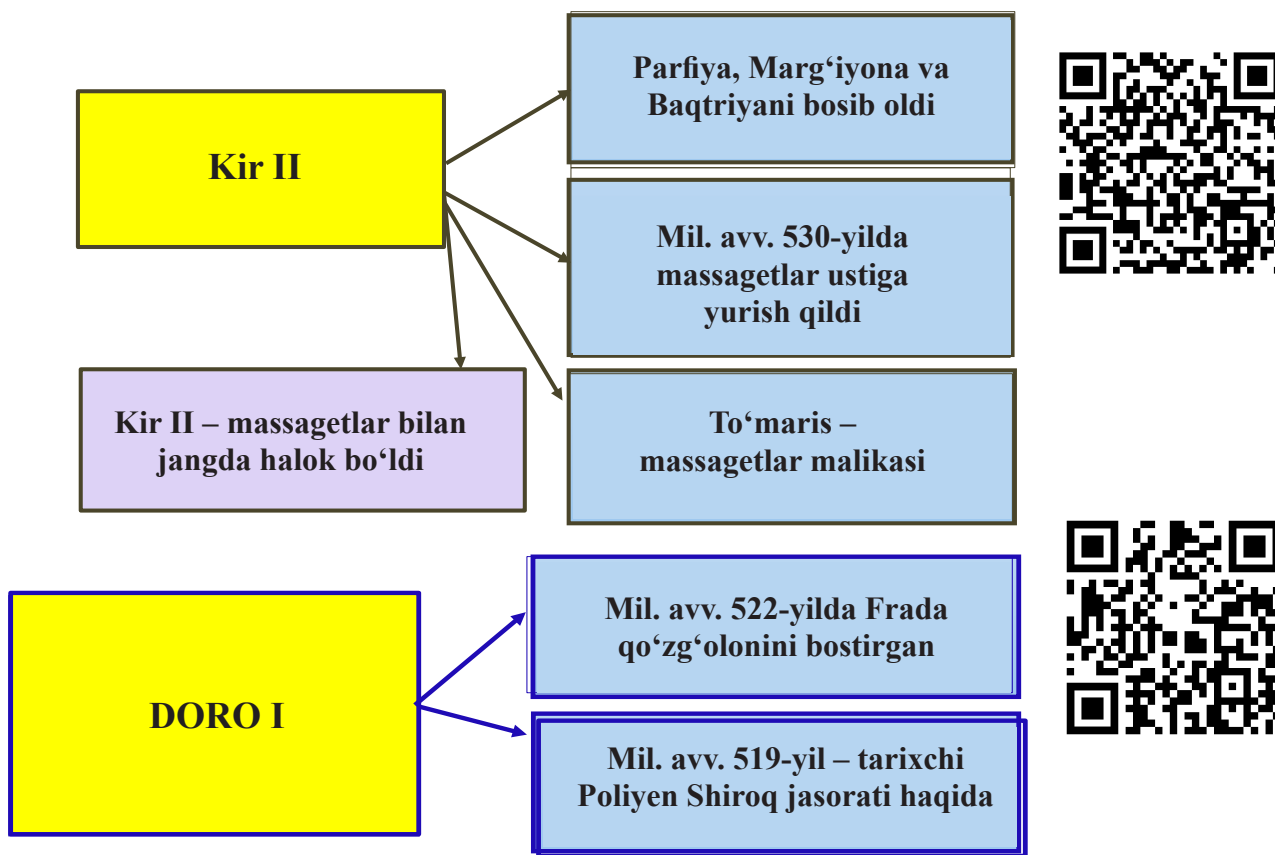 Kir II
Parfiya, Marg‘iyona va
Baqtriyani bosib oldi
Mil. avv. 530-yilda
massagetlar ustiga
yurish qildi
Kir II – massagetlar bilan
jangda halok bo‘ldi
To‘maris –
massagetlar malikasi
DORO I
Mil. avv. 522-yilda Frada
qo‘zg‘olonini bostirgan
Mil. avv. 519-yil – tarixchi
Poliyen Shiroq jasorati haqida